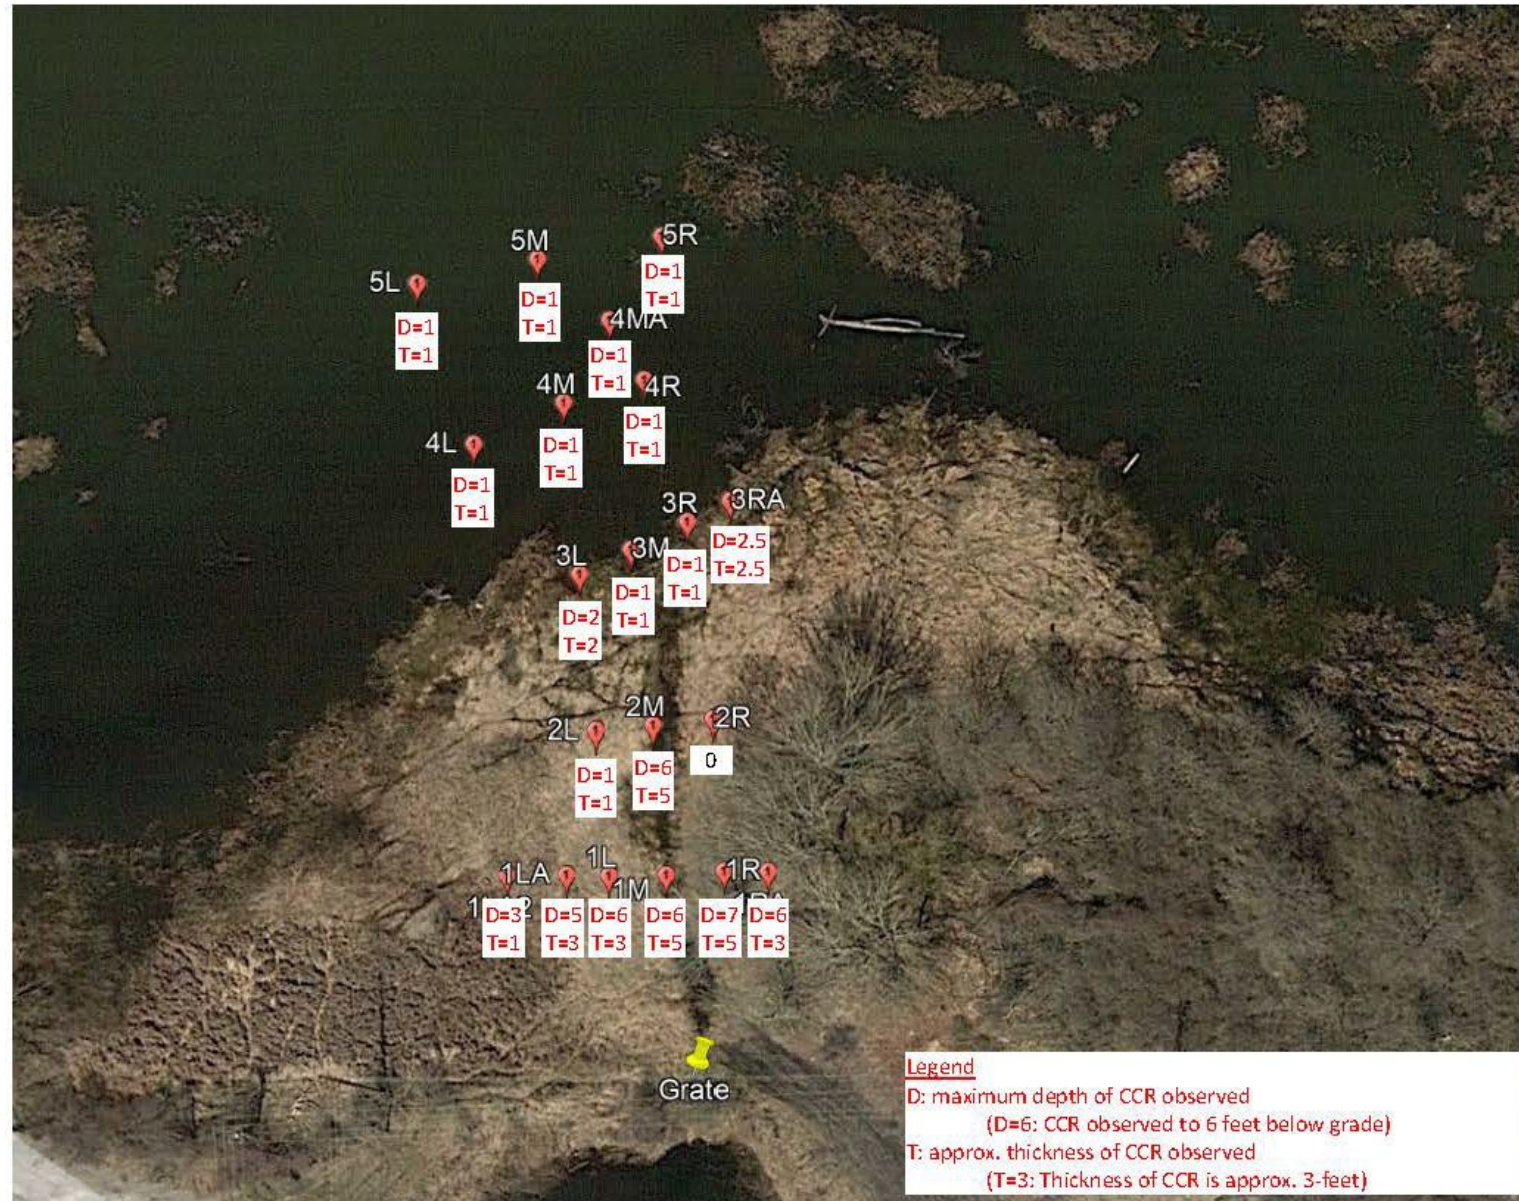 5R
5M
5L
D=1
T=1
D=1
T=1
D=1
T=1
4MA
D=1
T=1
4M
4R
D=1
T=1
4L
D=1
T=1
D=1
T=1
3R
3RA
D=2.5
T=2.5
3M
3L
D=1
T=1
D=1
T=1
D=2
T=2
2M
2R
2L
0
D=6
T=5
D=1
T=1
1LA
1L
1R
1M
D=3
T=1
D=5
T=3
D=6
T=3
D=6
T=5
D=7
T=5
D=6
T=3
Grate
Legend
D: maximum depth of CCR observed
(D=6: CCR observed to 6 feet below grade)
T: approx. thickness of CCR observed
(T=3: Thickness of CCR is approx. 3-feet)